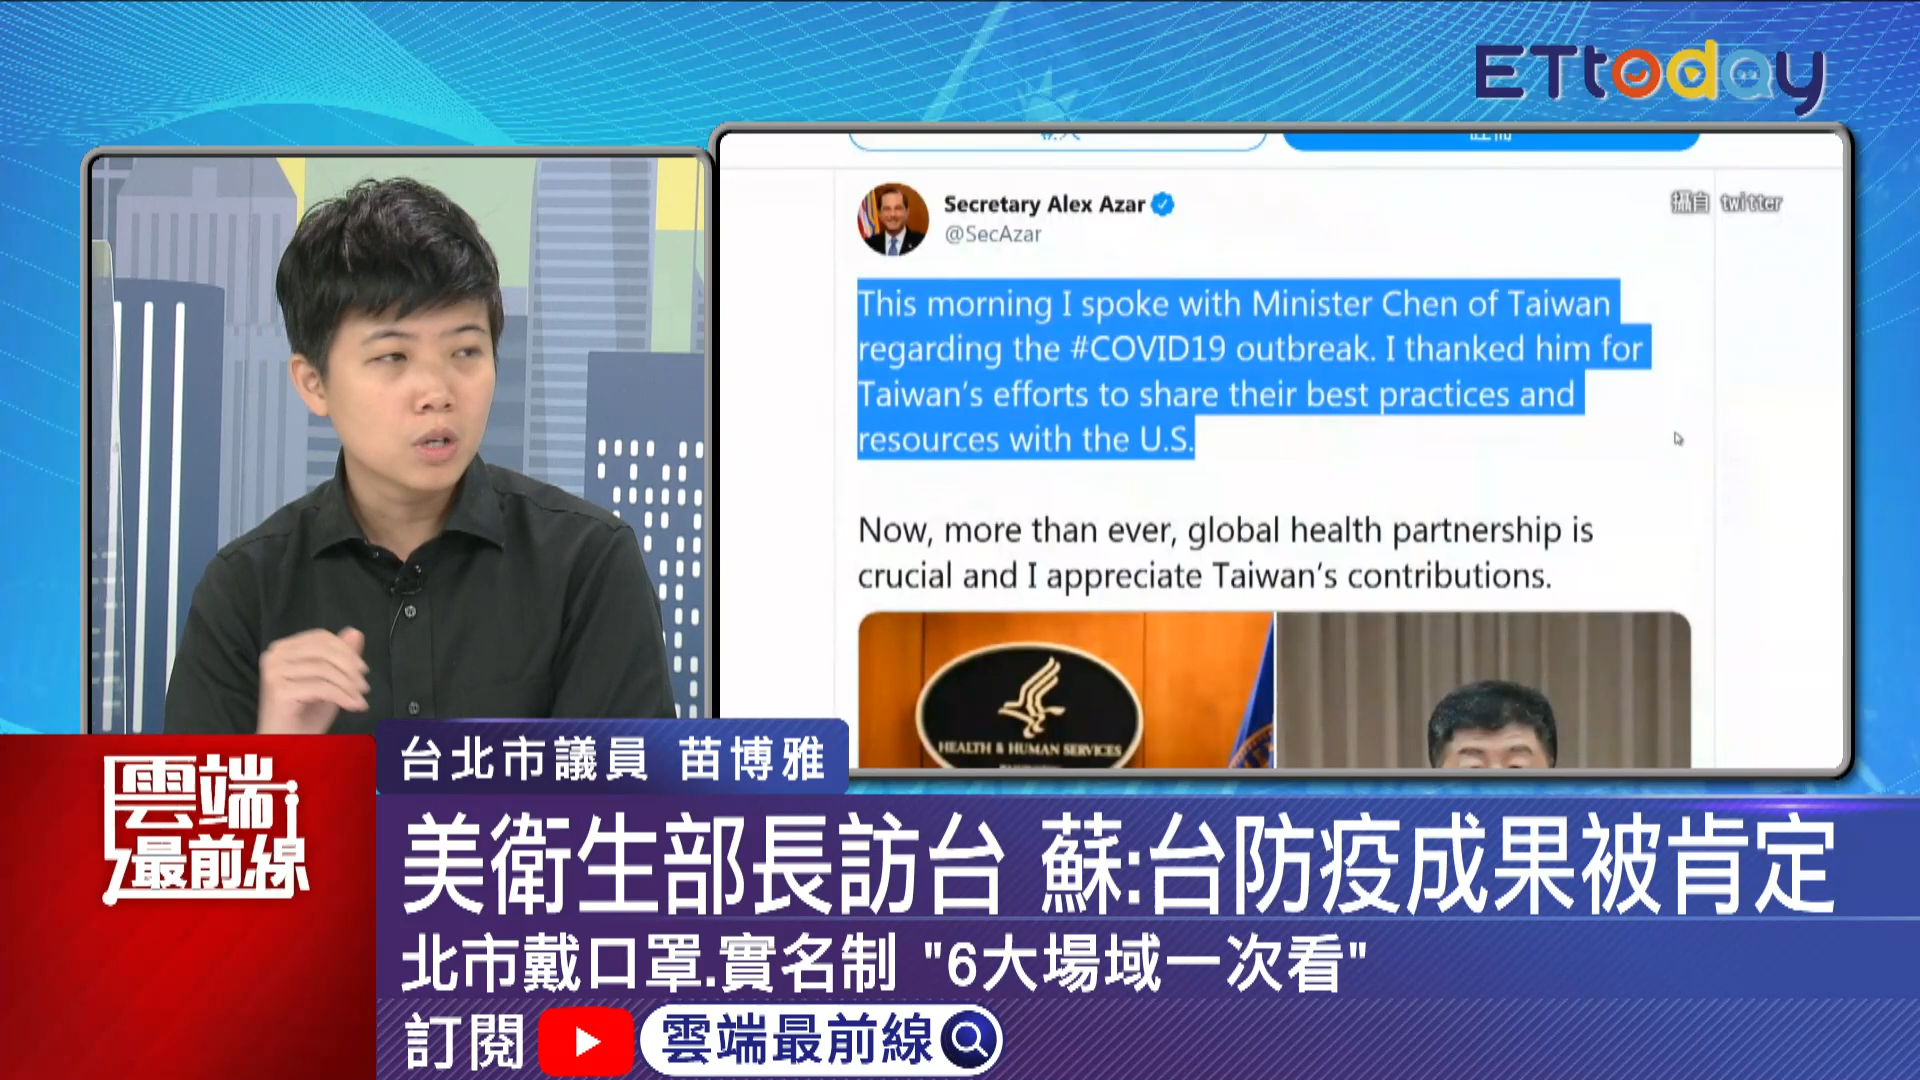 ETtoday
Secretary Alex Azar
@SecAzar
攝自 twitter
This morning I spoke with Minister Chen of Taiwan
regarding the #COVID19 outbreak. I thanked him for
Taiwan's efforts to share their best practices and
resources with the U.S.
Now, more than ever, global health partnership is
crucial and I appreciate Taiwan's contributions.
HEALTH & HUMAN SERVICES
台北市議員 苗博雅
雲端
最前線
美衛生部長訪台 蘇:台防疫成果被肯定
北市戴口罩.實名制 "6大場域一次看"
訂閱 雲端最前線